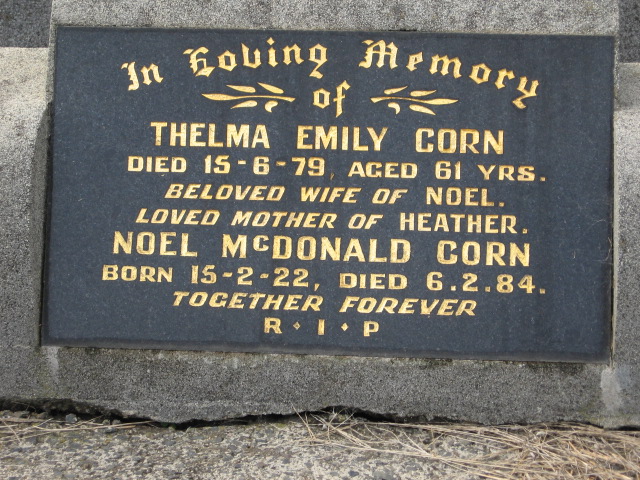 In Loving Memory
of
THELMA EMILY CORN
DIED 15-6-79, AGED 61 YRS.
BELOVED WIFE OF NOEL.
LOVED MOTHER OF HEATHER.
NOEL McDONALD CORN
BORN 15-2-22, DIED 6.2.84.
TOGETHER FOREVER
R · I · P